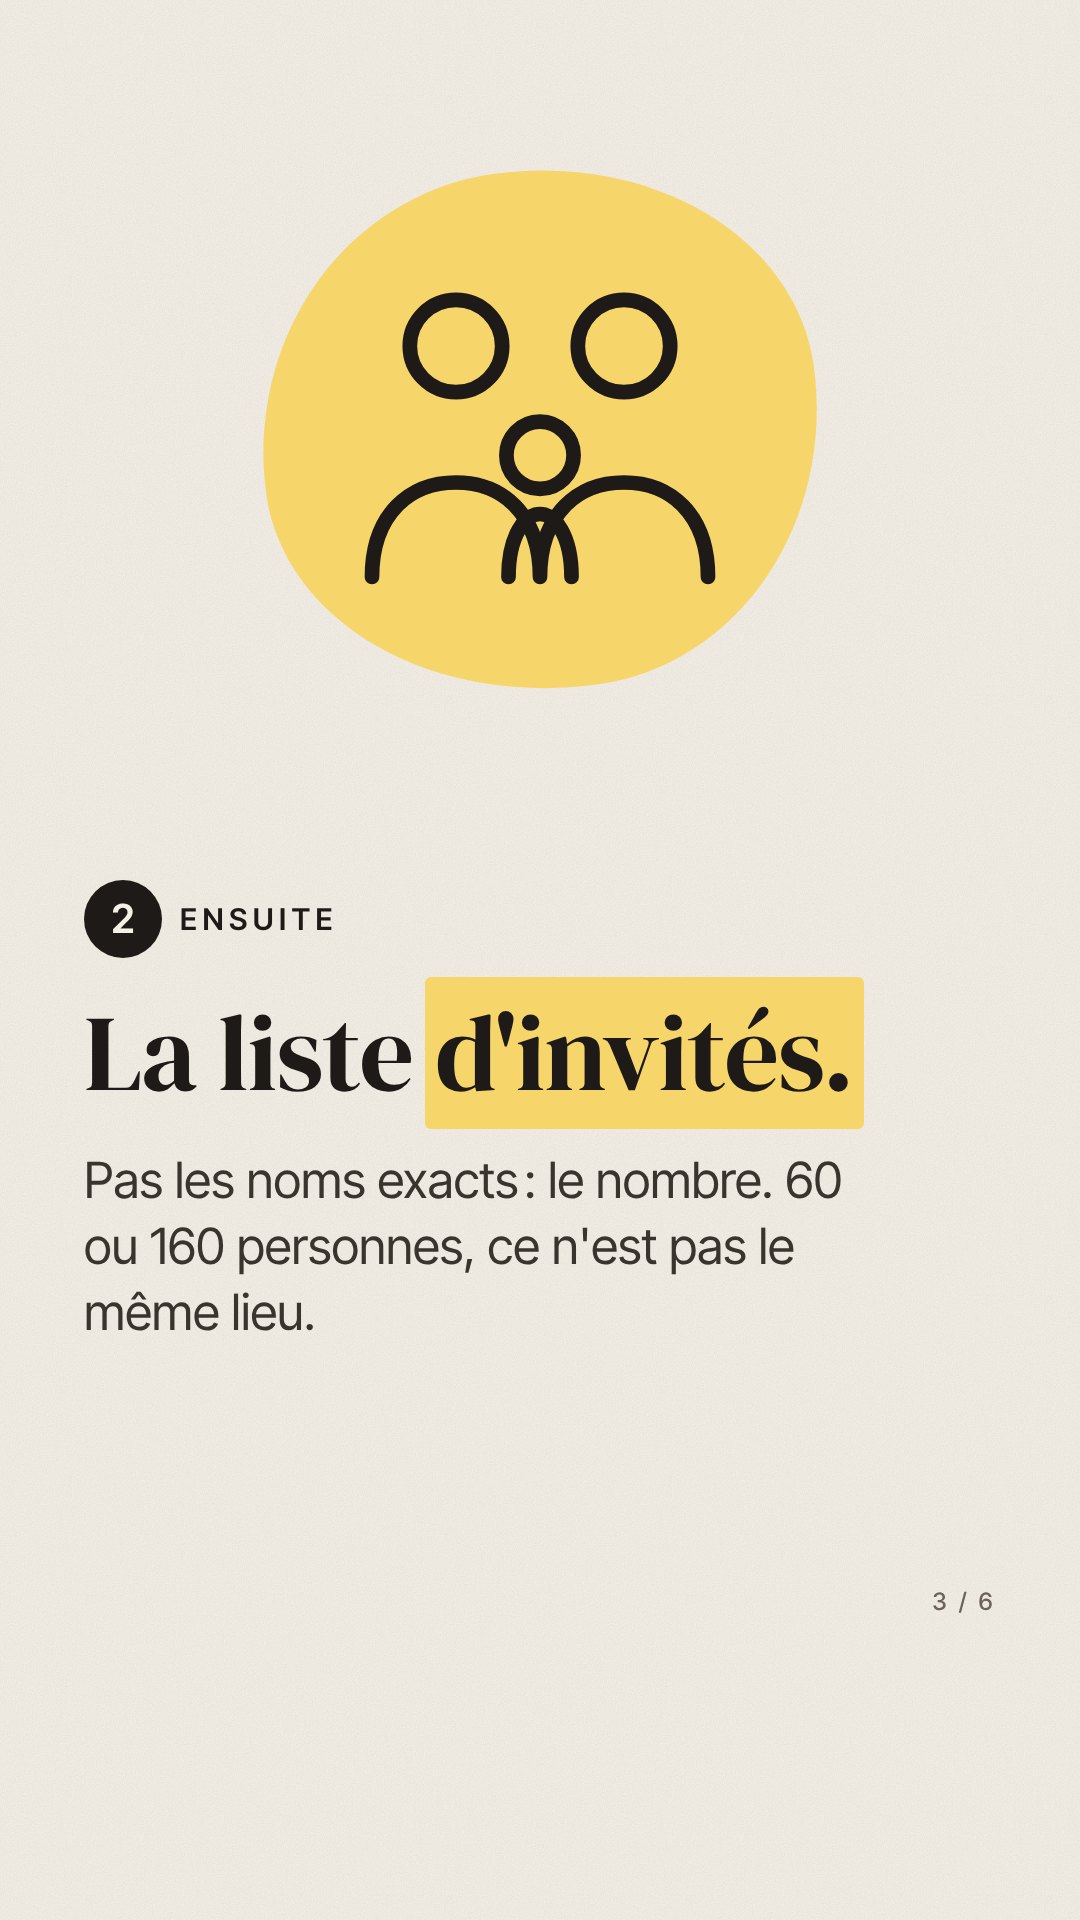 2 ENSUITE
La liste d'invités.
Pas les noms exacts : le nombre. 60
ou 160 personnes, ce n'est pas le
même lieu.
3 / 6